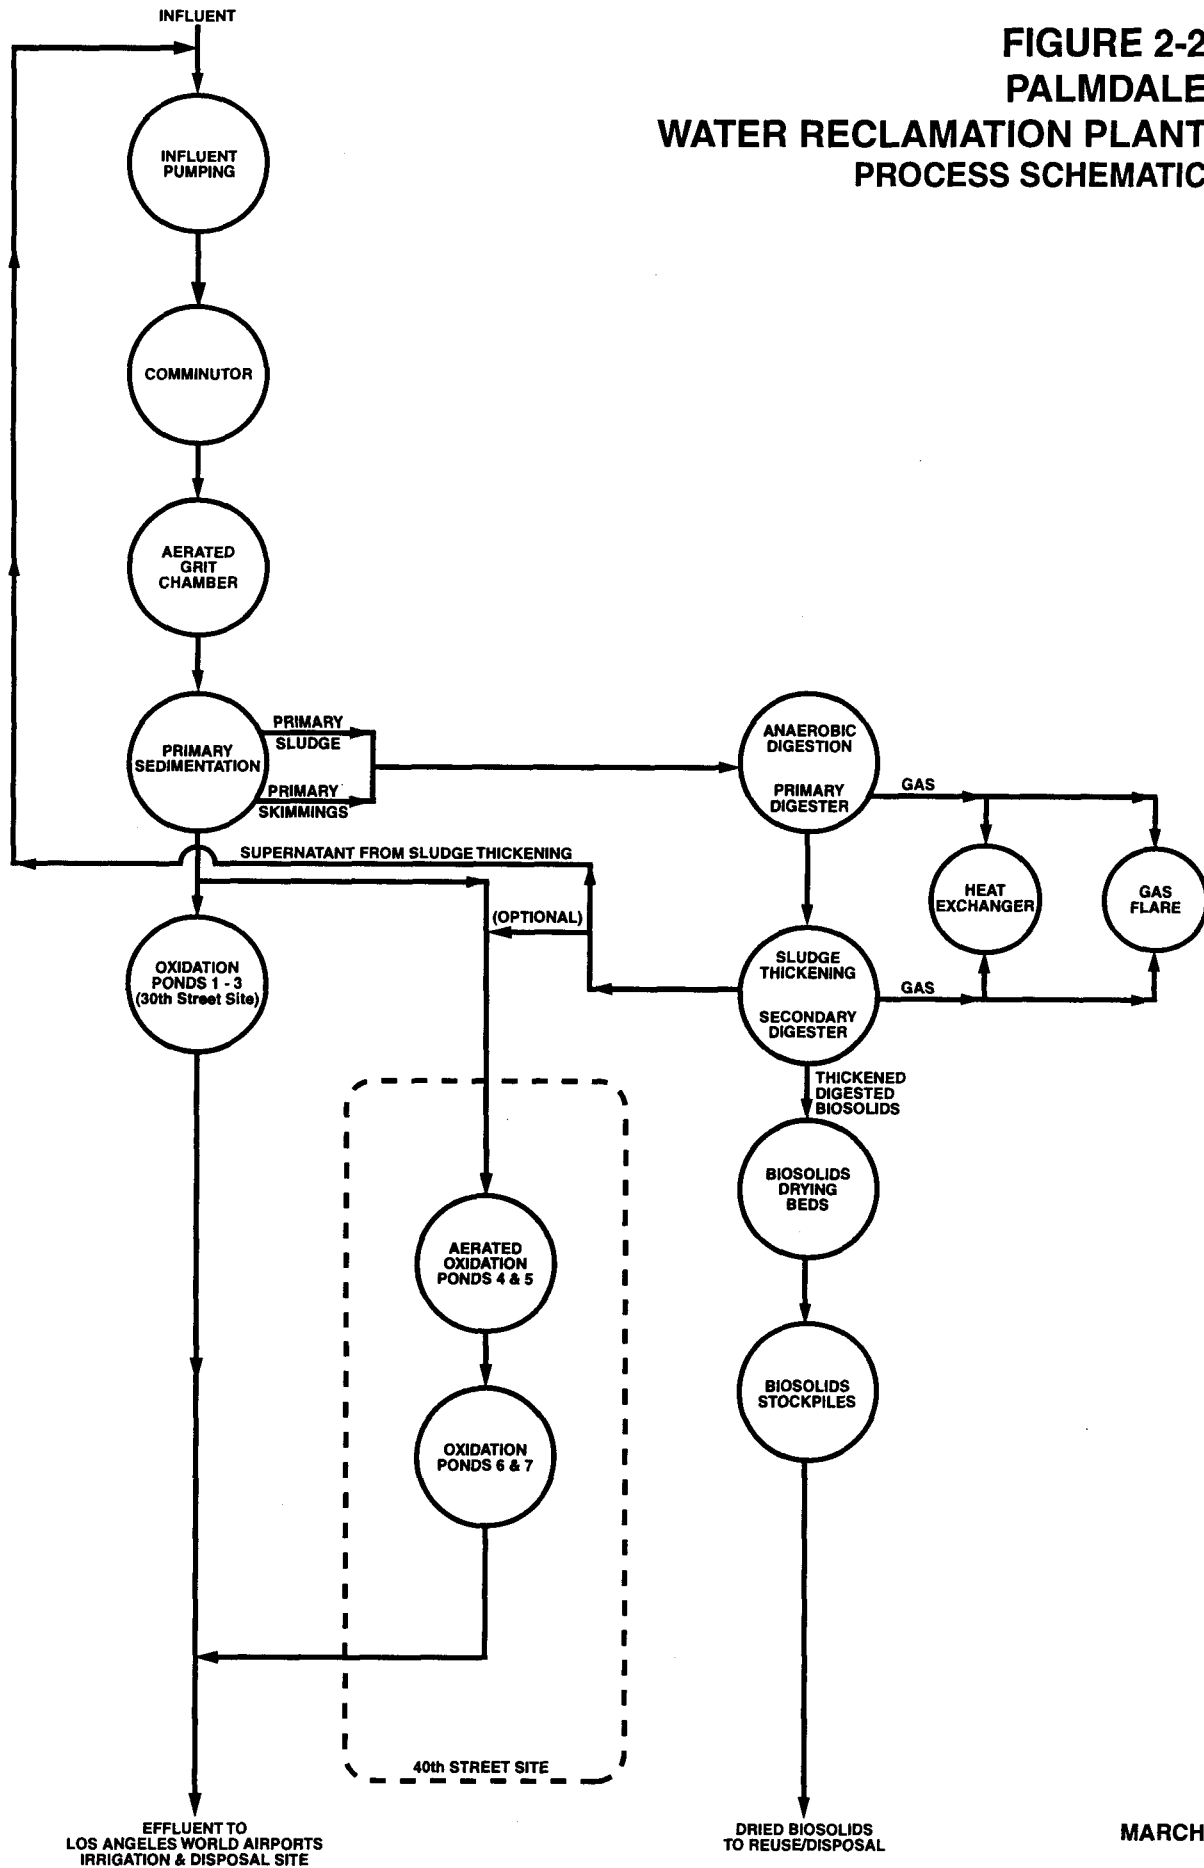 INFLUENT
FIGURE 2-2
PALMDALE
WATER RECLAMATION PLANT
PROCESS SCHEMATIC
INFLUENT
PUMPING
COMMINUTOR
AERATED
GRIT
CHAMBER
PRIMARY
SEDIMENTATION
PRIMARY
SLUDGE
PRIMARY
SKIMMINGS
ANAEROBIC
DIGESTION
PRIMARY
DIGESTER
GAS
HEAT
EXCHANGER
GAS
FLARE
SUPERNATANT FROM SLUDGE THICKENING
(OPTIONAL)
OXIDATION
PONDS 1 - 3
(30th Street Site)
SLUDGE
THICKENING
SECONDARY
DIGESTER
GAS
THICKENED
DIGESTED
BIOSOLIDS
BIOSOLIDS
DRYING
BEDS
AERATED
OXIDATION
PONDS 4 & 5
BIOSOLIDS
STOCKPILES
OXIDATION
PONDS 6 & 7
40th STREET SITE
EFFLUENT TO
LOS ANGELES WORLD AIRPORTS
IRRIGATION & DISPOSAL SITE
DRIED BIOSOLIDS
TO REUSE/DISPOSAL
MARCH